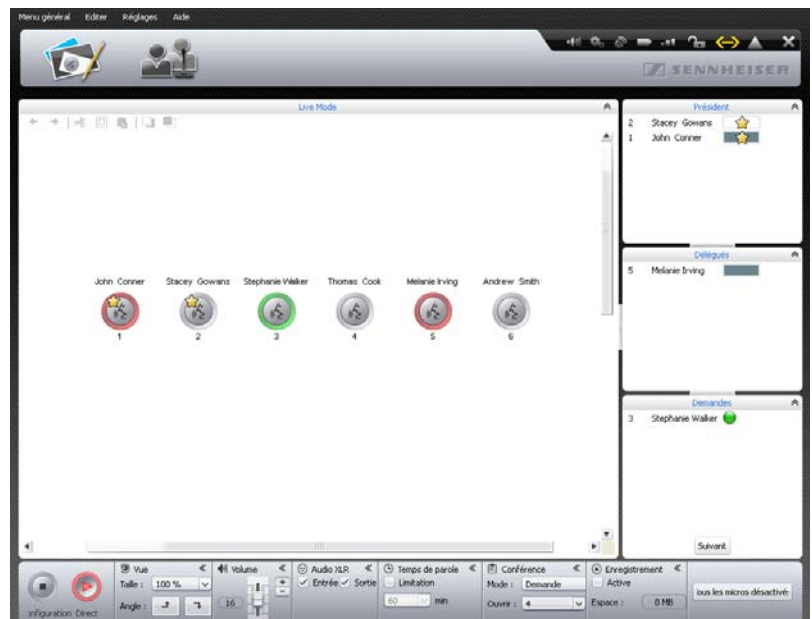 Menu général Editer Réglages Aide
SENNHEISER
Live Mode
Président
2 Stacey Gowans
1 John Conner
Délégués
5 Melanie Irving
Demandes
3 Stephanie Walker
Suivant
John Conner Stacey Gowans Stephanie Walker Thomas Cook Melanie Irving Andrew Smith
1 2 3 4 5 6
Vue Volume Audio XLR Temps de parole Conférence Enregistrement
Taille : 100 % Entrée Sortie Limitation Mode : Demande Active
Angle : 16 60 min Ouvrir : 4 Espace : 0 MB
onfiguration Direct
ous les micros désactivé